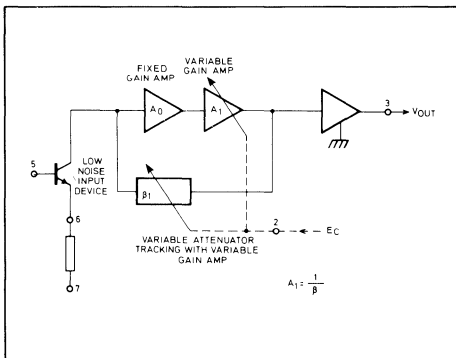 FIXED
GAIN AMP
VARIABLE
GAIN AMP
A0
A1
3
VOUT
5
LOW
NOISE
INPUT
DEVICE
β1
6
2
EC
VARIABLE ATTENUATOR
TRACKING WITH VARIABLE
GAIN AMP
A1 = 1/β
7